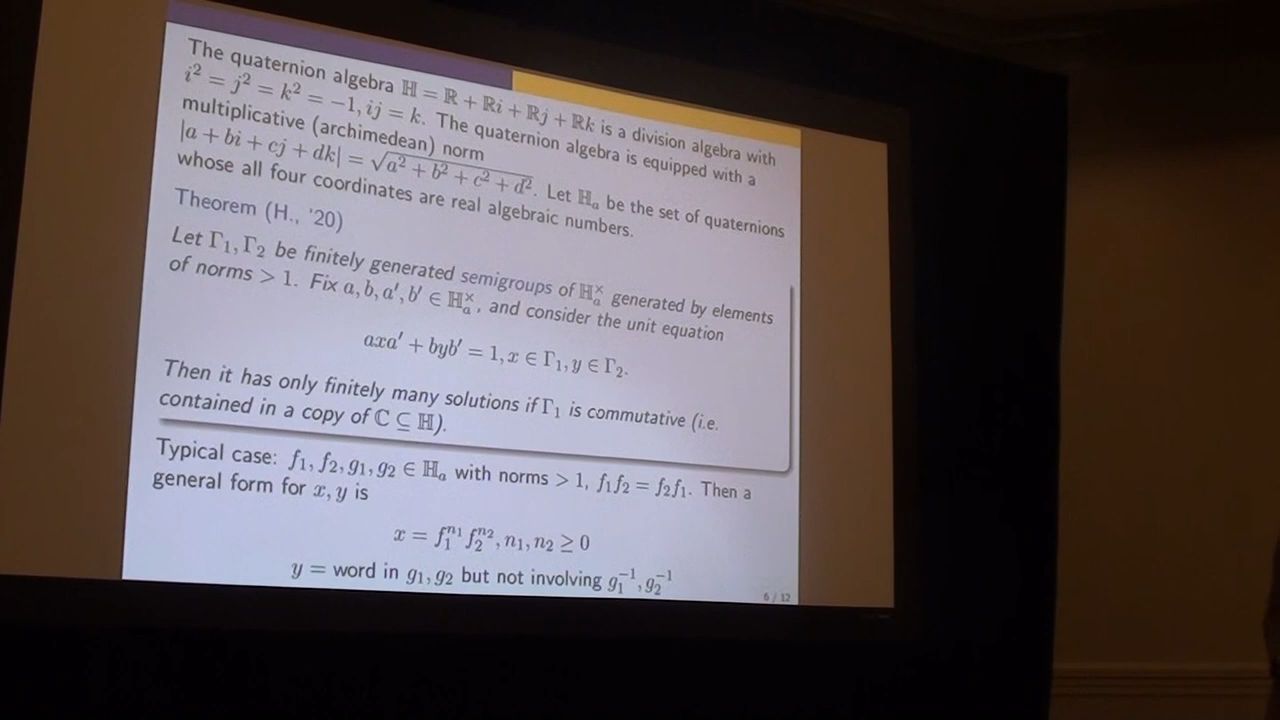 The quaternion algebra ℍ = ℝ + ℝi + ℝj + ℝk is a division algebra with
i² = j² = k² = −1, ij = k. The quaternion algebra is equipped with a
multiplicative (archimedean) norm
|a + bi + cj + dk| = √(a² + b² + c² + d²). Let ℍₐ be the set of quaternions
whose all four coordinates are real algebraic numbers.
Theorem (H., '20)
Let Γ₁, Γ₂ be finitely generated semigroups of ℍₐ^× generated by elements
of norms > 1. Fix a, b, a′, b′ ∈ ℍₐ^×, and consider the unit equation
axa′ + byb′ = 1, x ∈ Γ₁, y ∈ Γ₂.
Then it has only finitely many solutions if Γ₁ is commutative (i.e.
contained in a copy of ℂ ⊆ ℍ).
Typical case: f₁, f₂, g₁, g₂ ∈ ℍₐ with norms > 1, f₁f₂ = f₂f₁. Then a
general form for x, y is
x = f₁^{n₁} f₂^{n₂}, n₁, n₂ ≥ 0
y = word in g₁, g₂ but not involving g₁⁻¹, g₂⁻¹
6 / 12